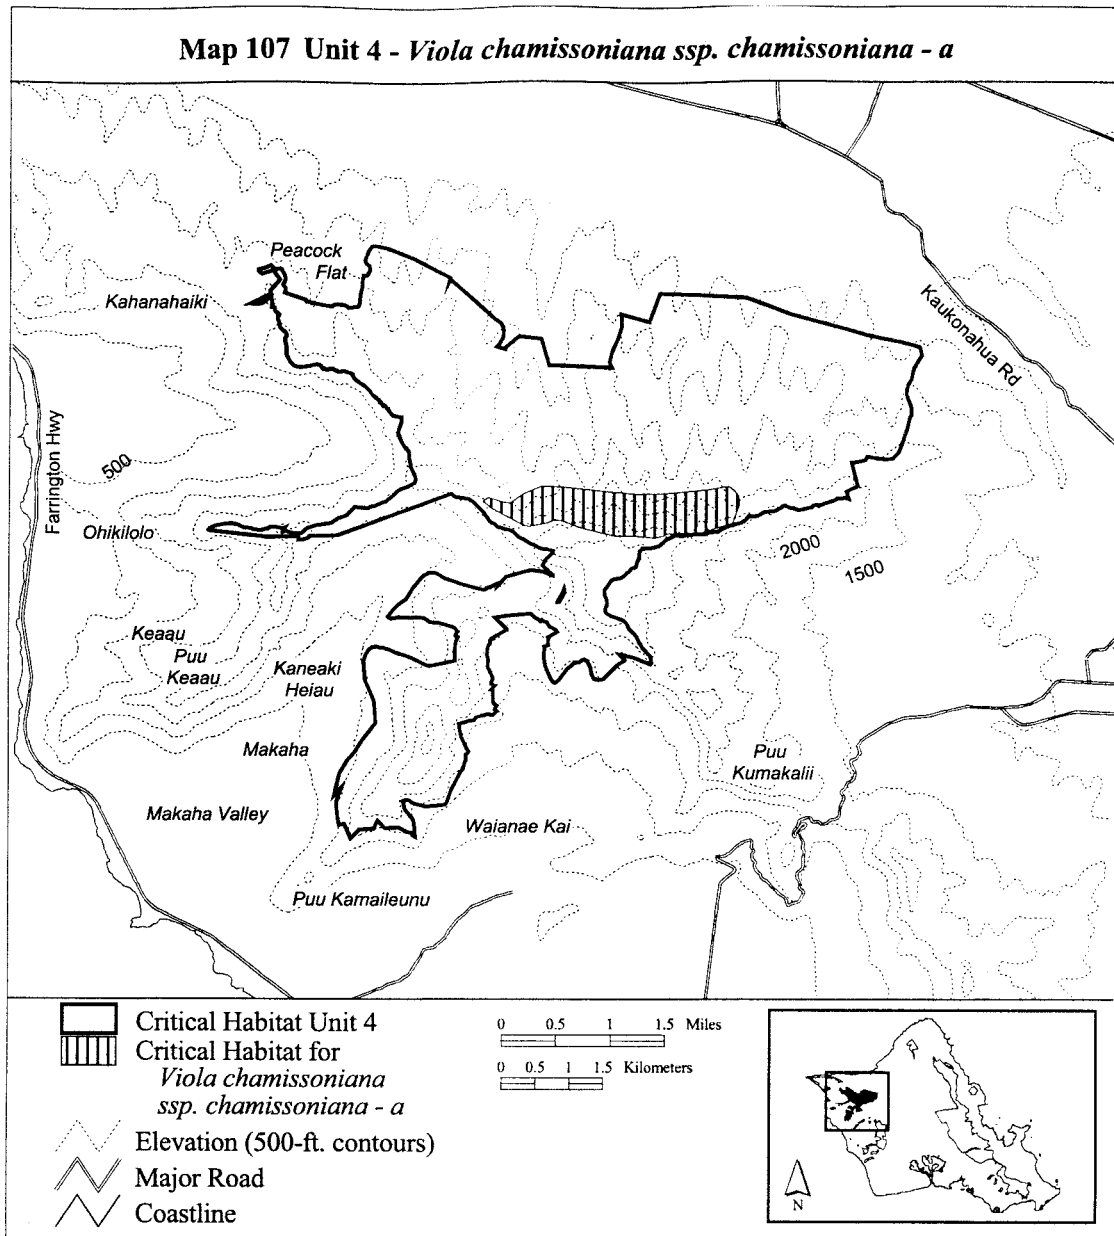 Map 107 Unit 4 - Viola chamissoniana ssp. chamissoniana - a
Peacock
Flat
Kahanahaiki
Kaukonahua Rd
Farrington Hwy
500
Ohikilolo
2000
1500
Keaau
Puu
Keaau
Kaneaki
Heiau
Makaha
Puu
Kumakalii
Makaha Valley
Waianae Kai
Puu Kamaileunu
Critical Habitat Unit 4
Critical Habitat for
Viola chamissoniana
ssp. chamissoniana - a
Elevation (500-ft. contours)
Major Road
Coastline
0 0.5 1 1.5 Miles
0 0.5 1 1.5 Kilometers
N